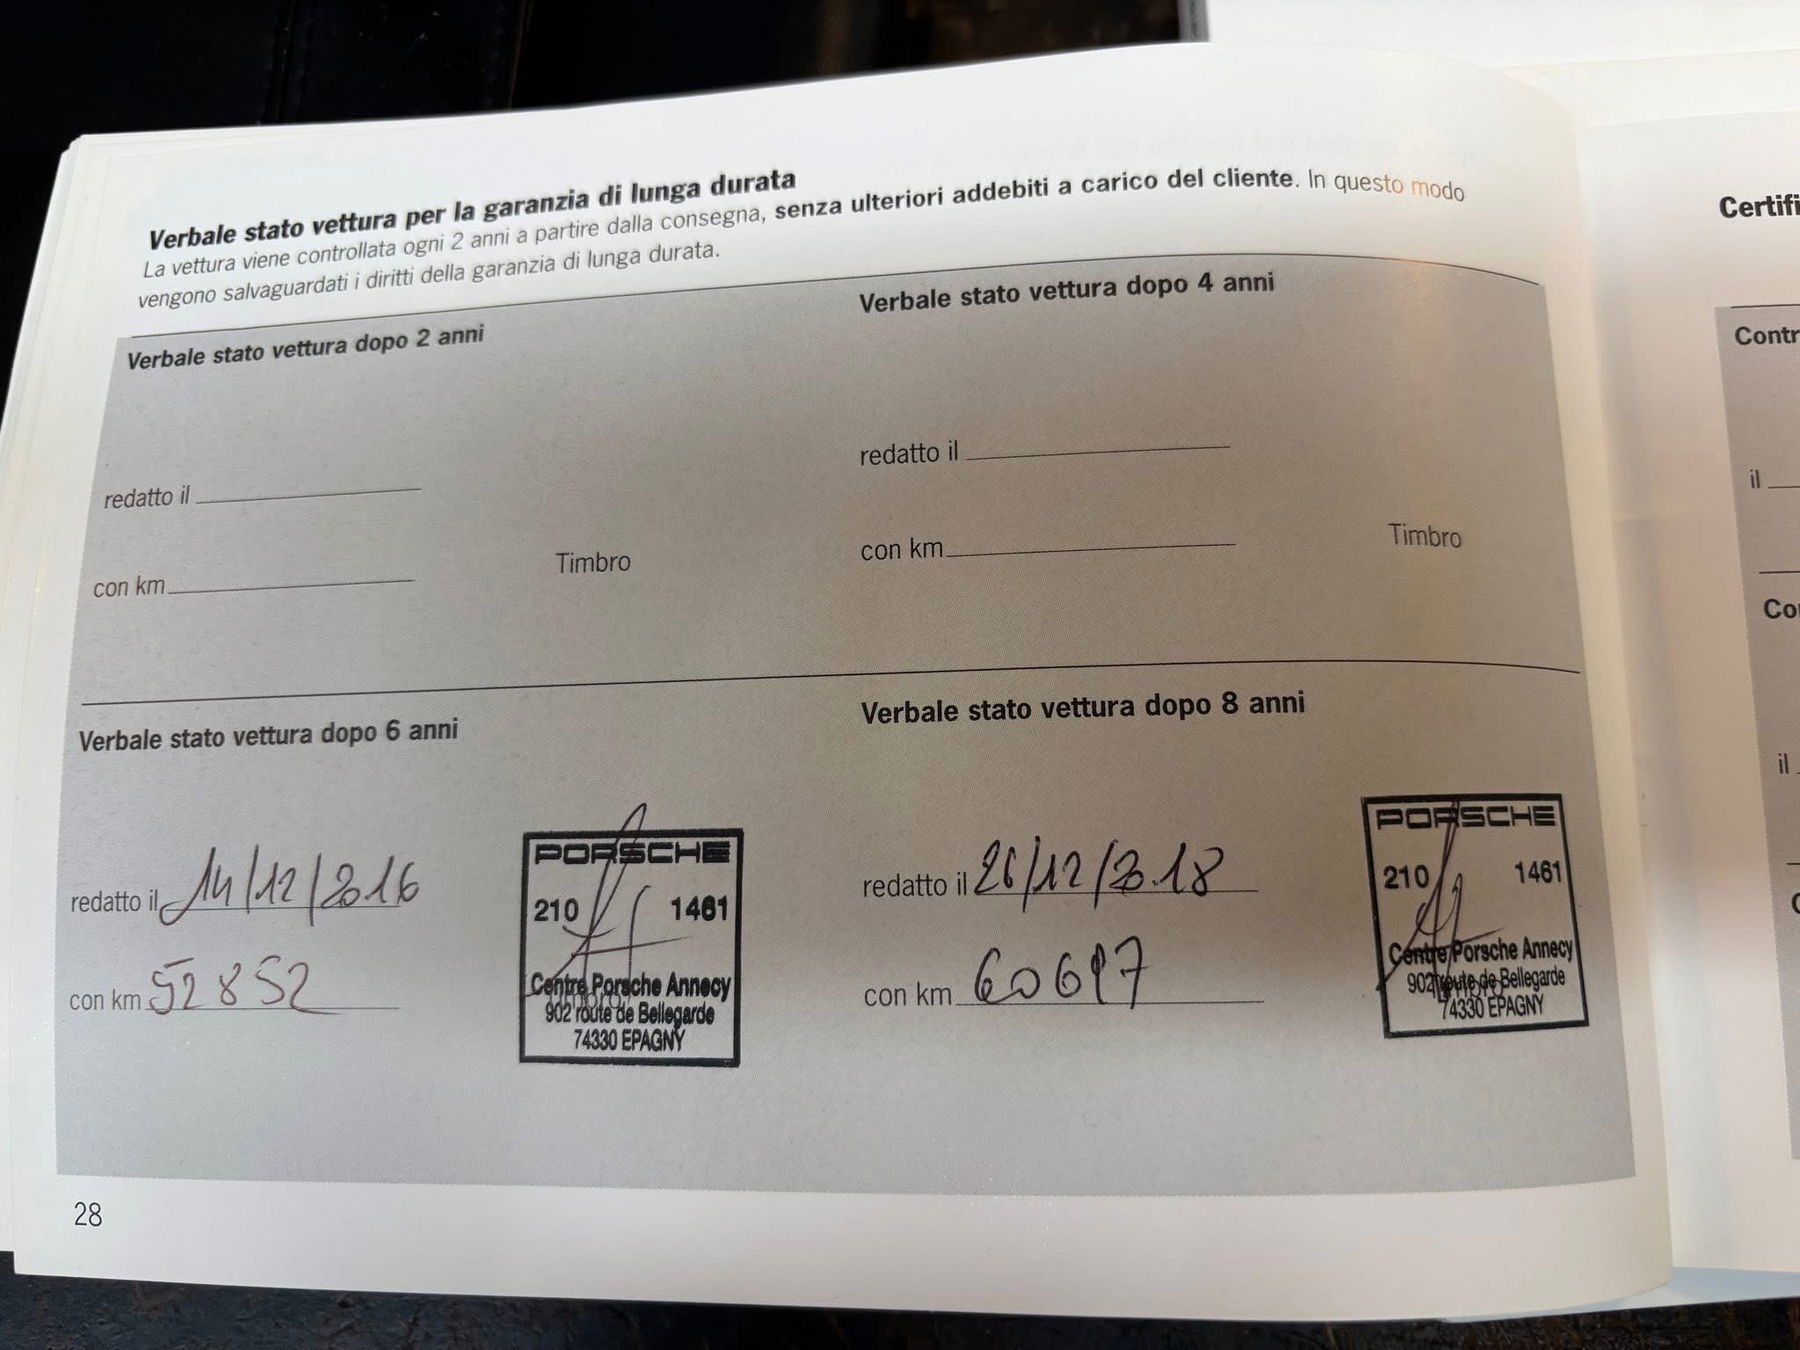 Verbale stato vettura per la garanzia di lunga durata
La vettura viene controllata ogni 2 anni a partire dalla consegna, senza ulteriori addebiti a carico del cliente. In questo modo
vengono salvaguardati i diritti della garanzia di lunga durata.
Verbale stato vettura dopo 2 anni
redatto il
con km
Timbro
Verbale stato vettura dopo 4 anni
redatto il
con km
Timbro
Verbale stato vettura dopo 6 anni
redatto il 14/12/2016
con km 52852
PORSCHE
210 1461
Centre Porsche Annecy
902 route de Bellegarde
74330 EPAGNY
Verbale stato vettura dopo 8 anni
redatto il 26/12/2018
con km 60697
PORSCHE
210 1461
Centre Porsche Annecy
902 route de Bellegarde
74330 EPAGNY
28
Certifi
Contr
il
Co
il